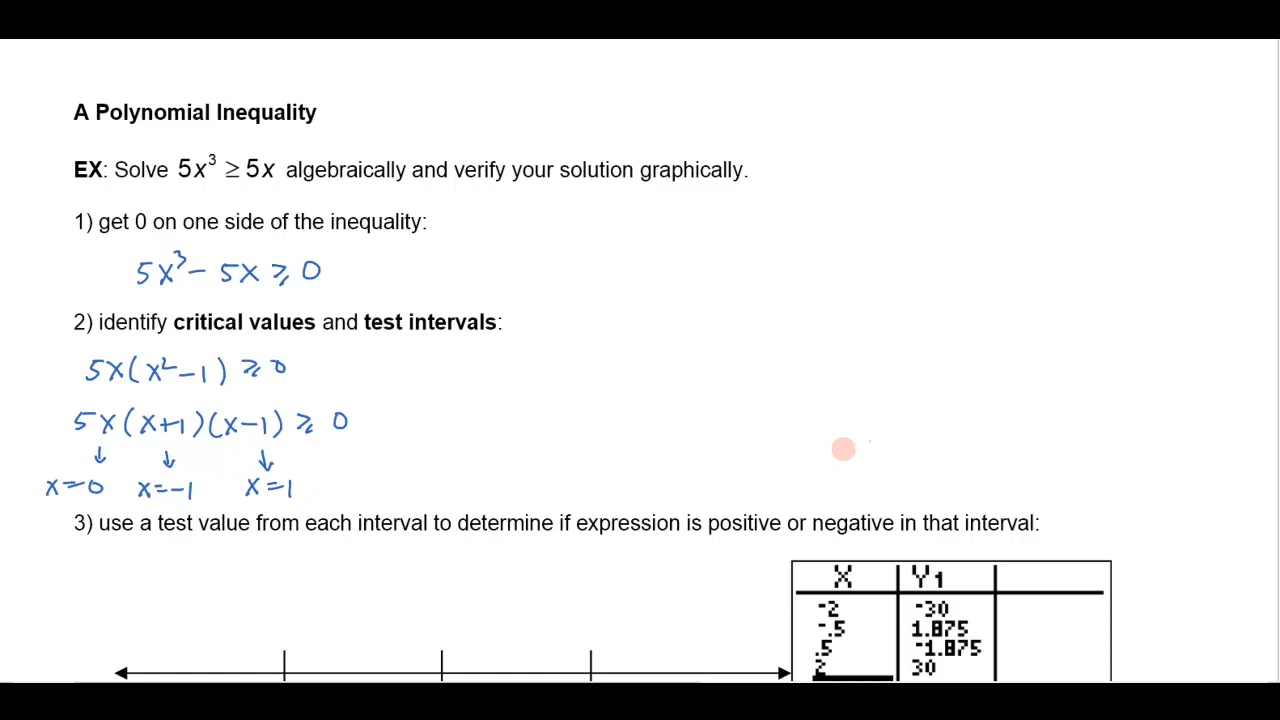 A Polynomial Inequality
EX: Solve 5x³ ≥ 5x algebraically and verify your solution graphically.
1) get 0 on one side of the inequality:
5x³ - 5x ≥ 0
2) identify critical values and test intervals:
5x(x² - 1) ≥ 0
5x(x+1)(x-1) ≥ 0
↓ ↓ ↓
x=0 x=-1 x=1
3) use a test value from each interval to determine if expression is positive or negative in that interval:
X Y₁
-2 -30
-.5 1.875
.5 -1.875
2 30